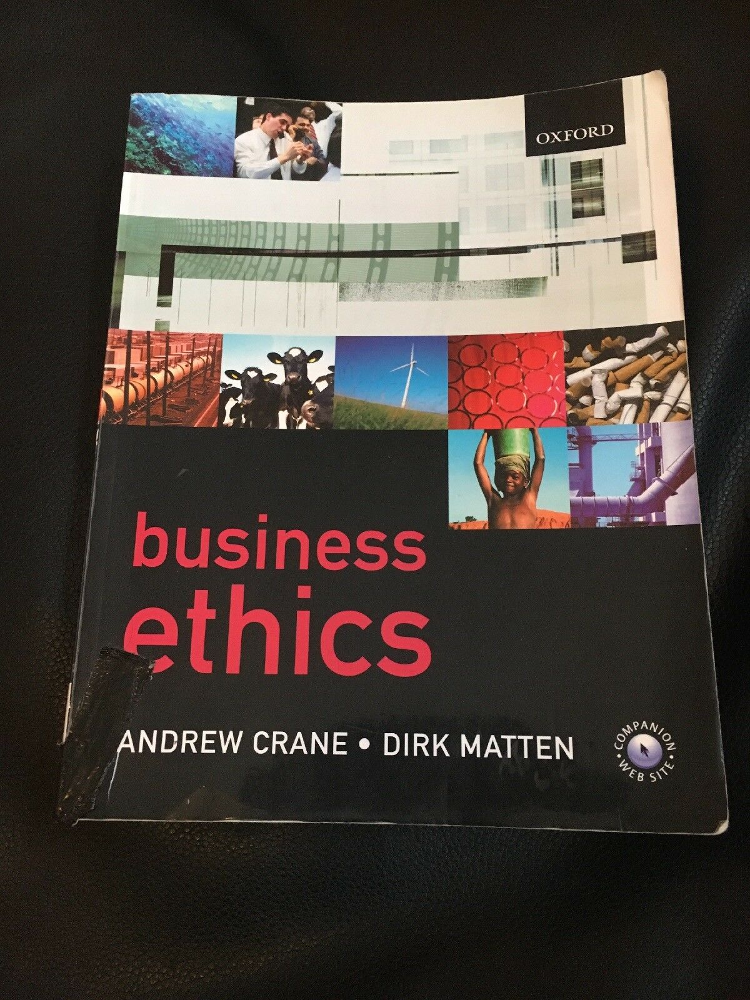 OXFORD
business
ethics
ANDREW CRANE • DIRK MATTEN
• COMPANION •
WEB SITE